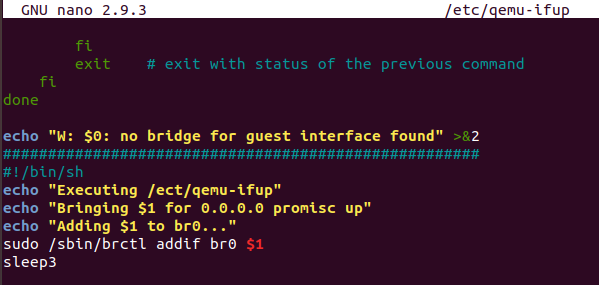 GNU nano 2.9.3 /etc/qemu-ifup
fi
exit # exit with status of the previous command
fi
done
echo "W: $0: no bridge for guest interface found" >&2
#####################################################
#!/bin/sh
echo "Executing /ect/qemu-ifup"
echo "Bringing $1 for 0.0.0.0 promisc up"
echo "Adding $1 to br0..."
sudo /sbin/brctl addif br0 $1
sleep3